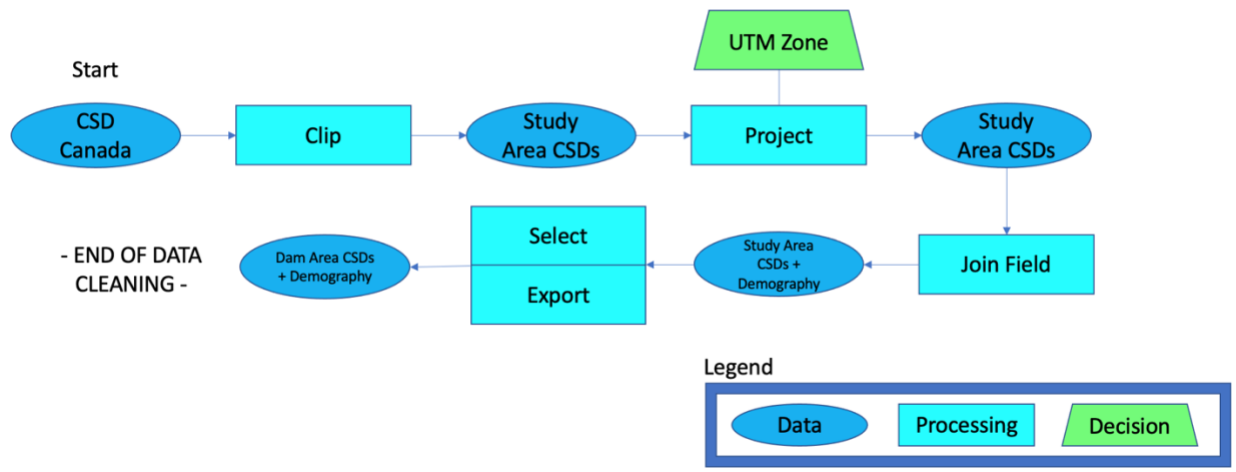 UTM Zone
Start
CSD
Canada
Clip
Study
Area CSDs
Project
Study
Area CSDs
- END OF DATA
CLEANING -
Dam Area CSDs
+ Demography
Select
Export
Study Area
CSDs +
Demography
Join Field
Legend
Data
Processing
Decision